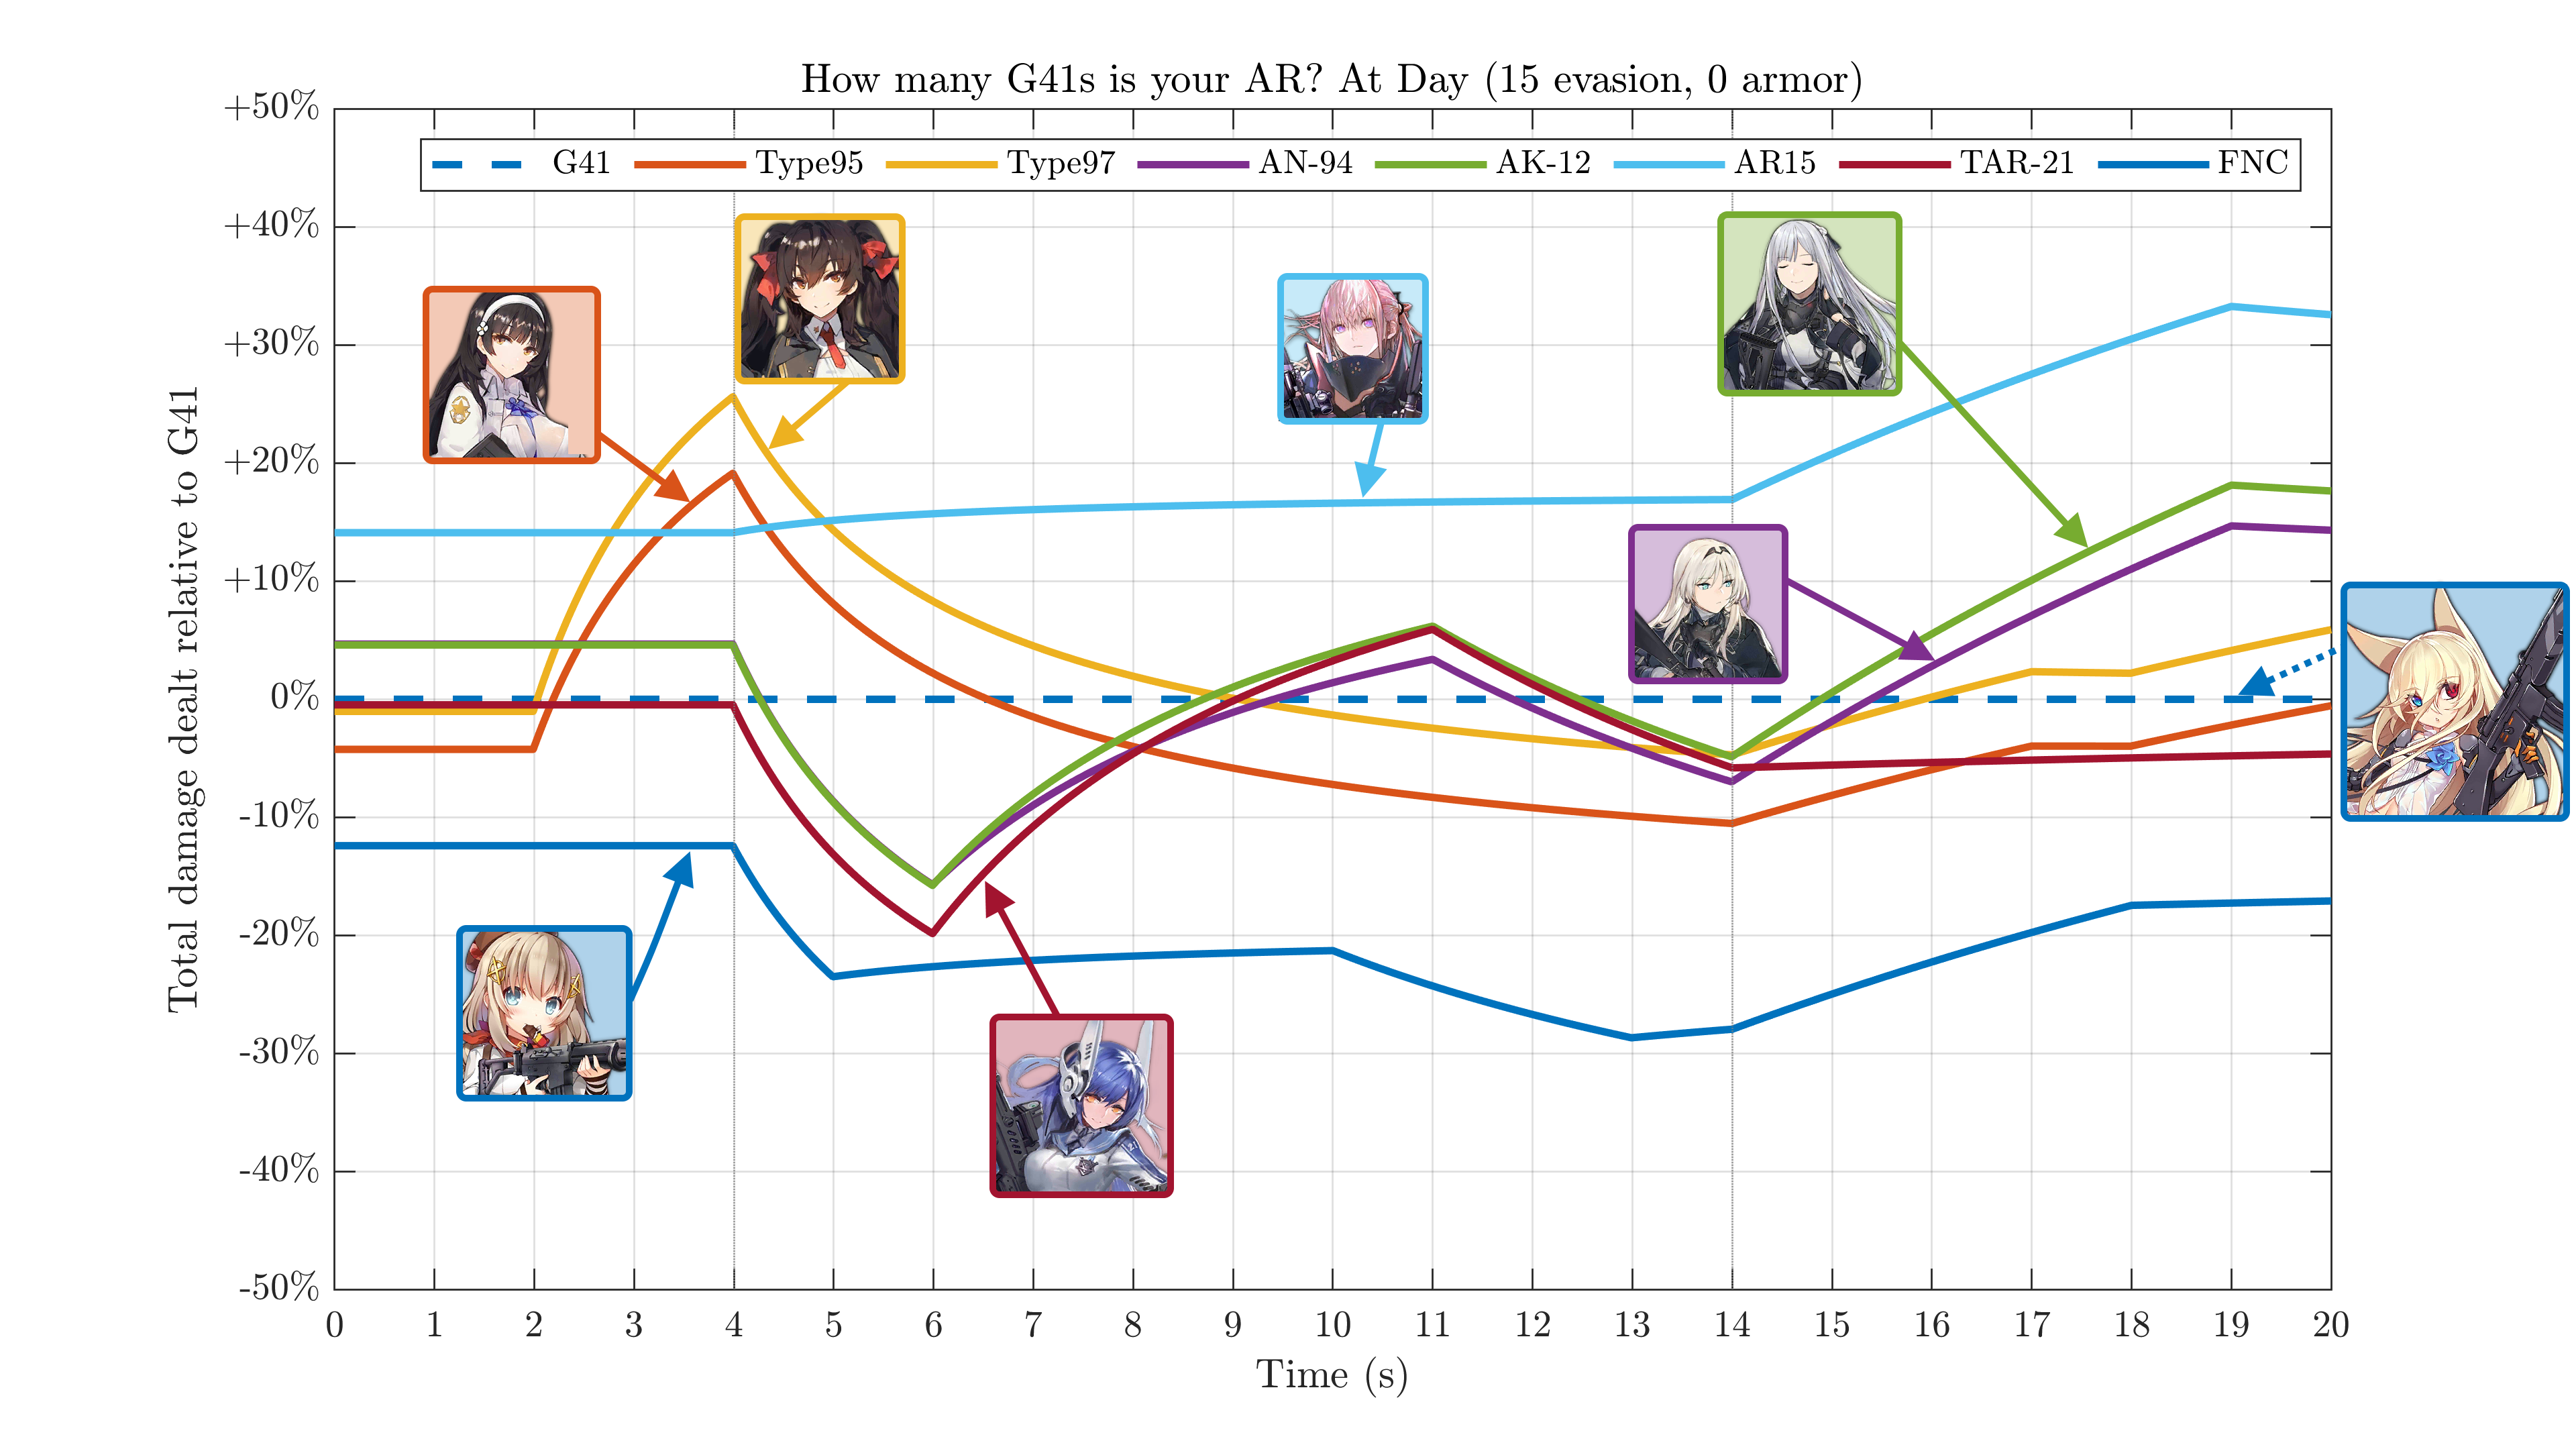 How many G41s is your AR? At Day (15 evasion, 0 armor)
G41 Type95 Type97 AN-94 AK-12 AR15 TAR-21 FNC
Total damage dealt relative to G41
+50%
+40%
+30%
+20%
+10%
0%
-10%
-20%
-30%
-40%
-50%
0 1 2 3 4 5 6 7 8 9 10 11 12 13 14 15 16 17 18 19 20
Time (s)